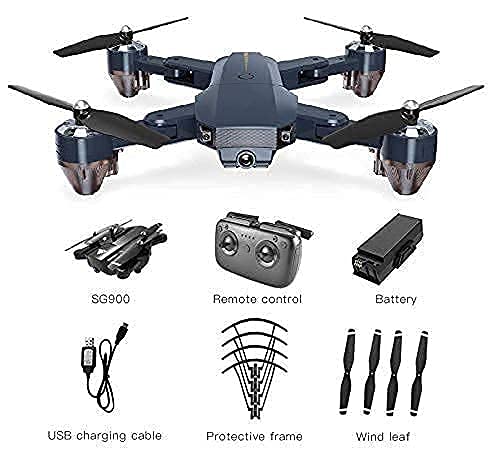 SG900
Remote control
Battery
USB charging cable
Protective frame
Wind leaf